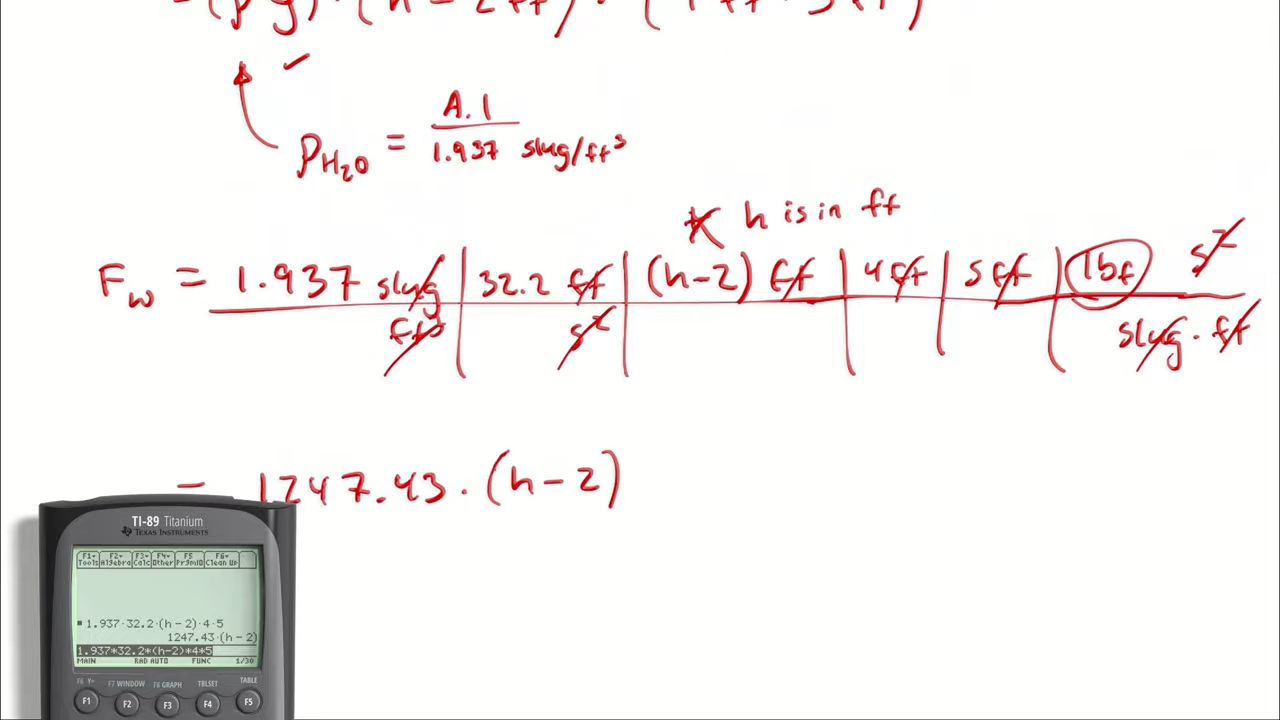 A.1
ρH₂O = 1.937 slug/ft³
* h is in ft
Fw = 1.937 slug | 32.2 ft | (h-2) ft | 4 ft | 5 ft | lbf s²
ft³ | s² | | | | slug · ft
= 1247.43 · (h-2)
TI-89 Titanium
TEXAS INSTRUMENTS
F1 F2 F3 F4 F5 F6
Tools Algebra Calc Other PrgmIO Clean Up
1.937·32.2·(h-2)·4·5
1247.43·(h-2)
1.937*32.2*(h-2)*4*5
MAIN RAD AUTO FUNC 1/30
F6 Y= F7 WINDOW F8 GRAPH TBLSET TABLE
F1 F2 F3 F4 F5